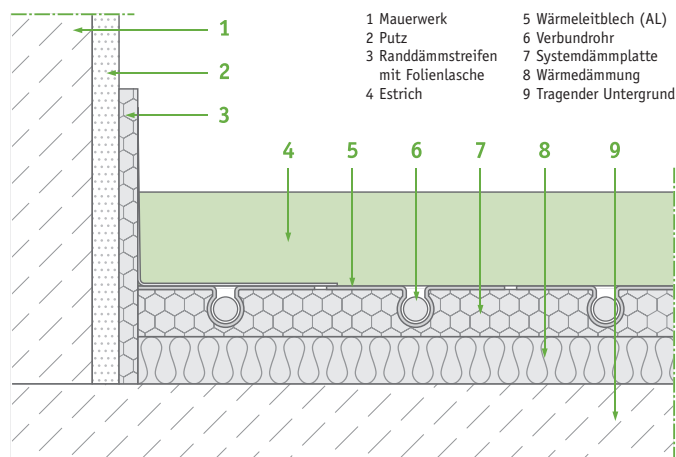 1 Mauerwerk
2 Putz
3 Randdämmstreifen
mit Folienlasche
4 Estrich
5 Wärmeleitblech (AL)
6 Verbundrohr
7 Systemdämmplatte
8 Wärmedämmung
9 Tragender Untergrund
1
2
3
4 5 6 7 8 9